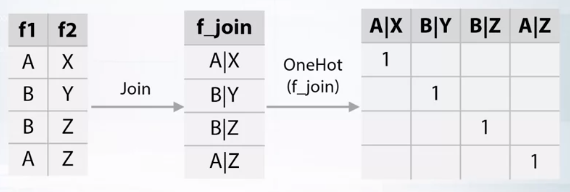 f1 f2
A X
B Y
B Z
A Z
Join
f_join
A|X
B|Y
B|Z
A|Z
OneHot
(f_join)
A|X B|Y B|Z A|Z
1
1
1
1